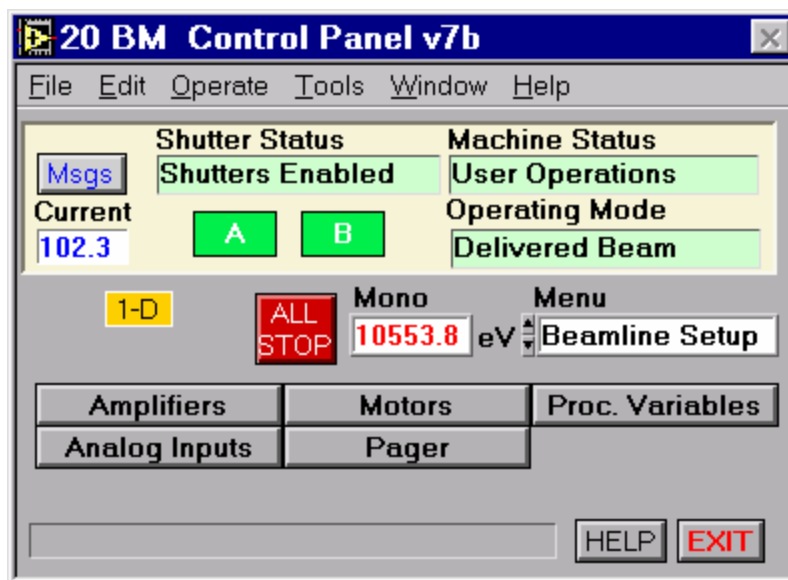 20 BM Control Panel v7b
File Edit Operate Tools Window Help
Shutter Status Machine Status
Msgs Shutters Enabled User Operations
Current Operating Mode
102.3 A B Delivered Beam
1-D ALL STOP Mono Menu
10553.8 eV Beamline Setup
Amplifiers Motors Proc. Variables
Analog Inputs Pager
HELP EXIT